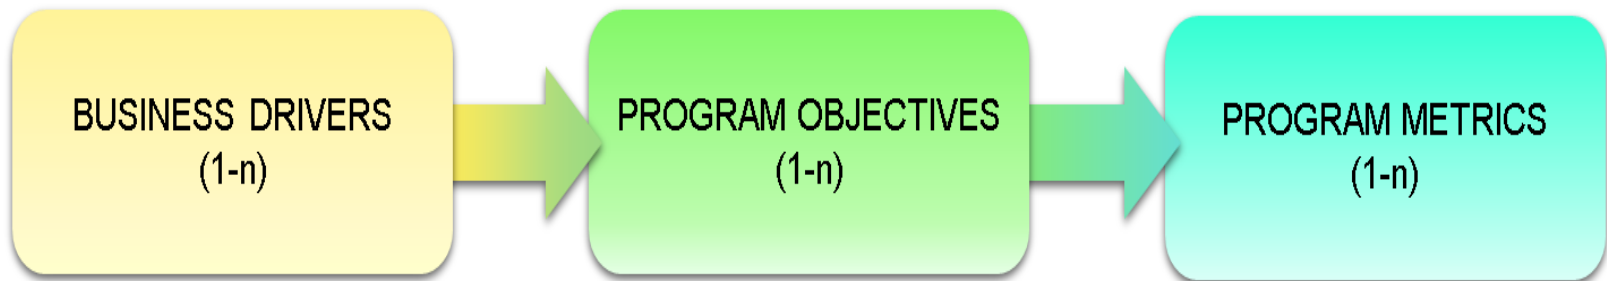 BUSINESS DRIVERS
(1-n)
PROGRAM OBJECTIVES
(1-n)
PROGRAM METRICS
(1-n)